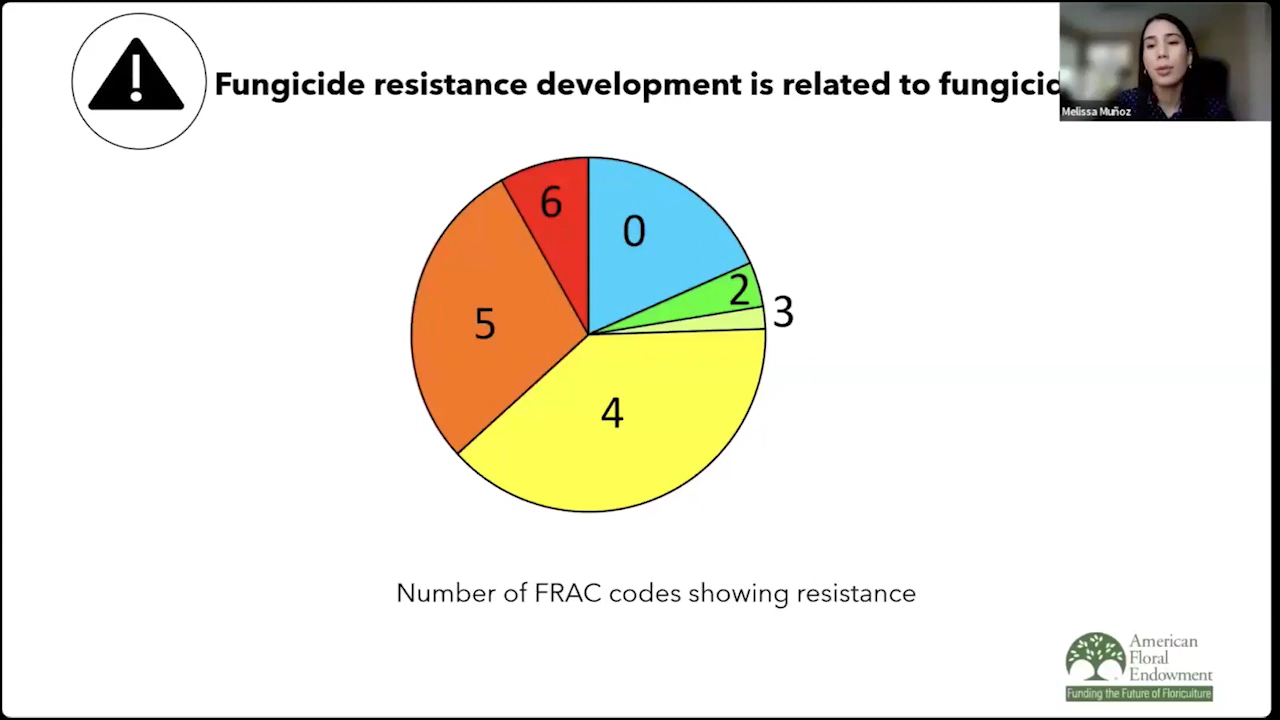 Fungicide resistance development is related to fungicid
Melissa Muñoz
6
0
2
3
5
4
Number of FRAC codes showing resistance
American
Floral
Endowment
Funding the Future of Floriculture